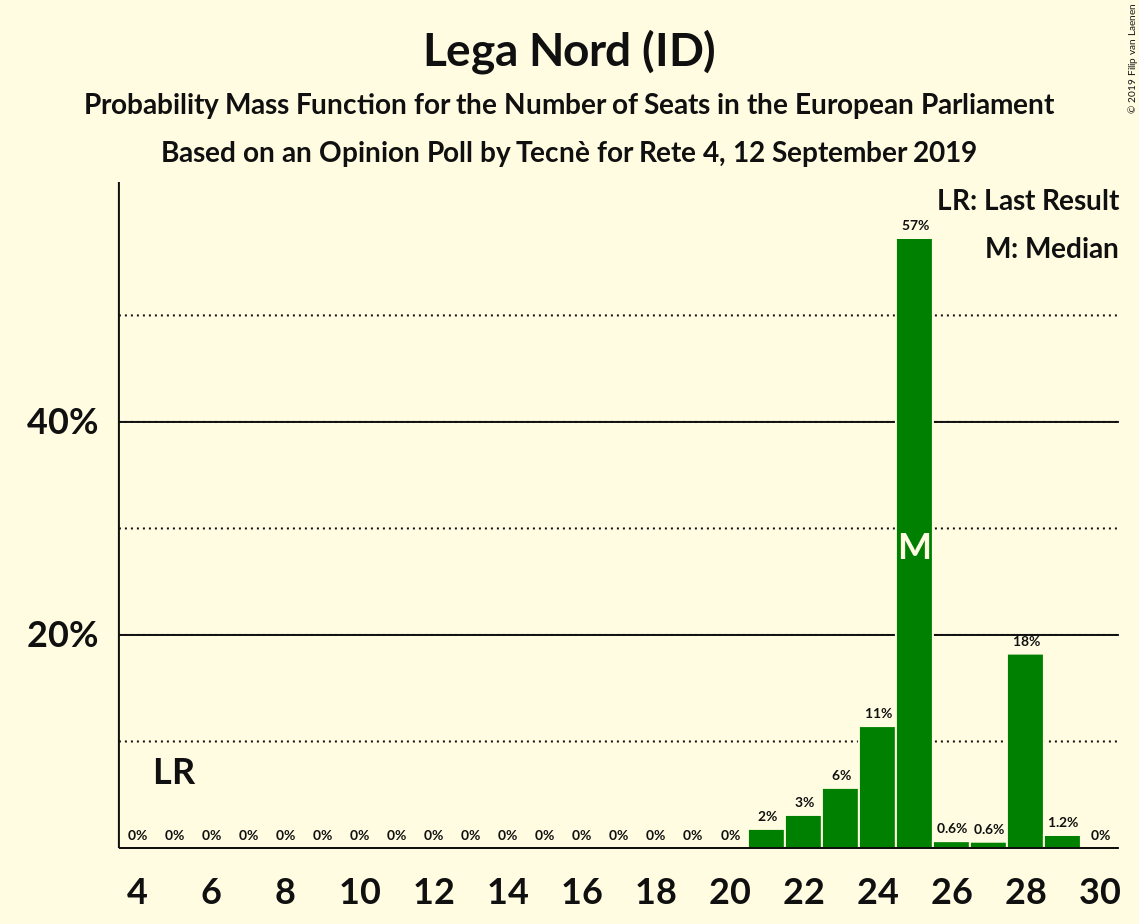 Lega Nord (ID)
Probability Mass Function for the Number of Seats in the European Parliament
Based on an Opinion Poll by Tecnè for Rete 4, 12 September 2019
© 2019 Filip van Laenen
LR: Last Result
M: Median
57%
40%
M
20%
18%
11%
LR
6%
3%
2%
0% 0% 0% 0% 0% 0% 0% 0% 0% 0% 0% 0% 0% 0% 0% 0% 0% 0.6% 0.6% 1.2% 0%
4 6 8 10 12 14 16 18 20 22 24 26 28 30